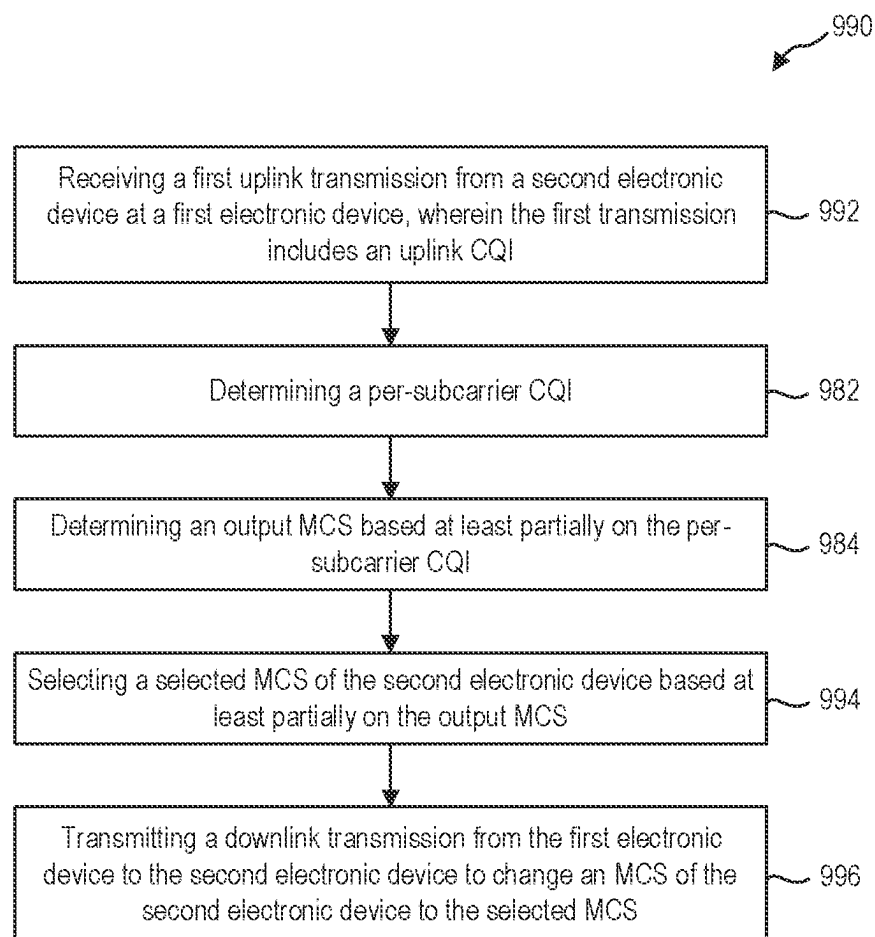 990
Receiving a first uplink transmission from a second electronic
device at a first electronic device, wherein the first transmission
includes an uplink CQI
992
Determining a per-subcarrier CQI
982
Determining an output MCS based at least partially on the per-
subcarrier CQI
984
Selecting a selected MCS of the second electronic device based at
least partially on the output MCS
994
Transmitting a downlink transmission from the first electronic
device to the second electronic device to change an MCS of the
second electronic device to the selected MCS
996